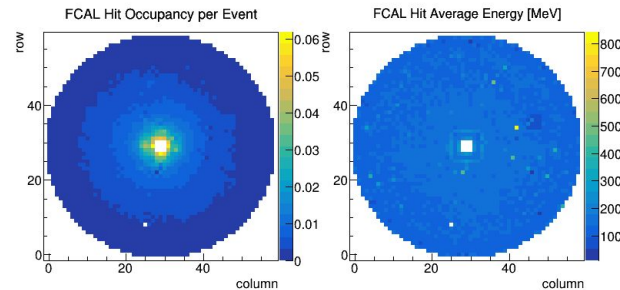 FCAL Hit Occupancy per Event
row
0.06
0.05
0.04
0.03
0.02
0.01
0
40
20
0
0 20 40
column
FCAL Hit Average Energy [MeV]
row
800
700
600
500
400
300
200
100
40
20
0
0 20 40
column